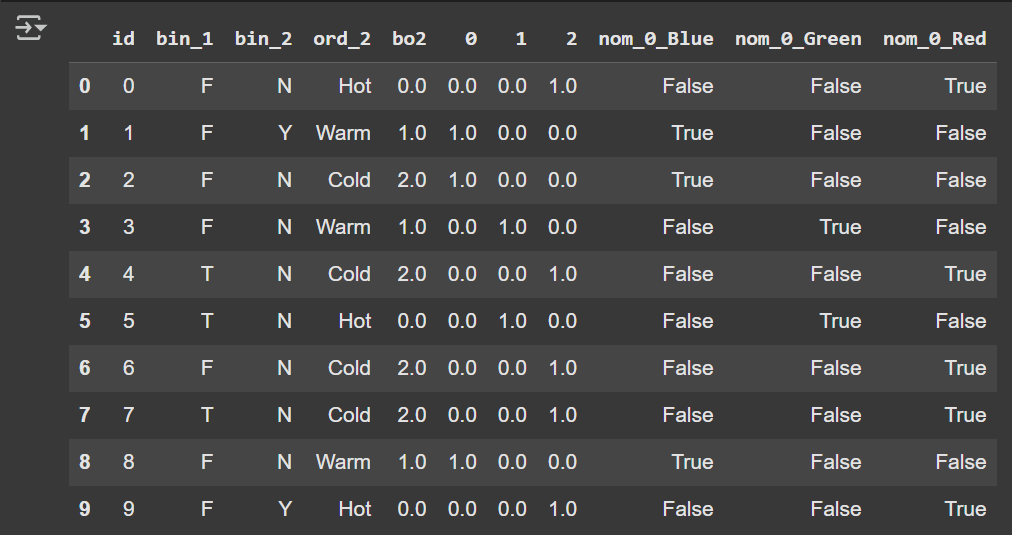 id bin_1 bin_2 ord_2 bo2 0 1 2 nom_0_Blue nom_0_Green nom_0_Red
0 0 F N Hot 0.0 0.0 0.0 1.0 False False True
1 1 F Y Warm 1.0 1.0 0.0 0.0 True False False
2 2 F N Cold 2.0 1.0 0.0 0.0 True False False
3 3 F N Warm 1.0 0.0 1.0 0.0 False True False
4 4 T N Cold 2.0 0.0 0.0 1.0 False False True
5 5 T N Hot 0.0 0.0 1.0 0.0 False True False
6 6 F N Cold 2.0 0.0 0.0 1.0 False False True
7 7 T N Cold 2.0 0.0 0.0 1.0 False False True
8 8 F N Warm 1.0 1.0 0.0 0.0 True False False
9 9 F Y Hot 0.0 0.0 0.0 1.0 False False True